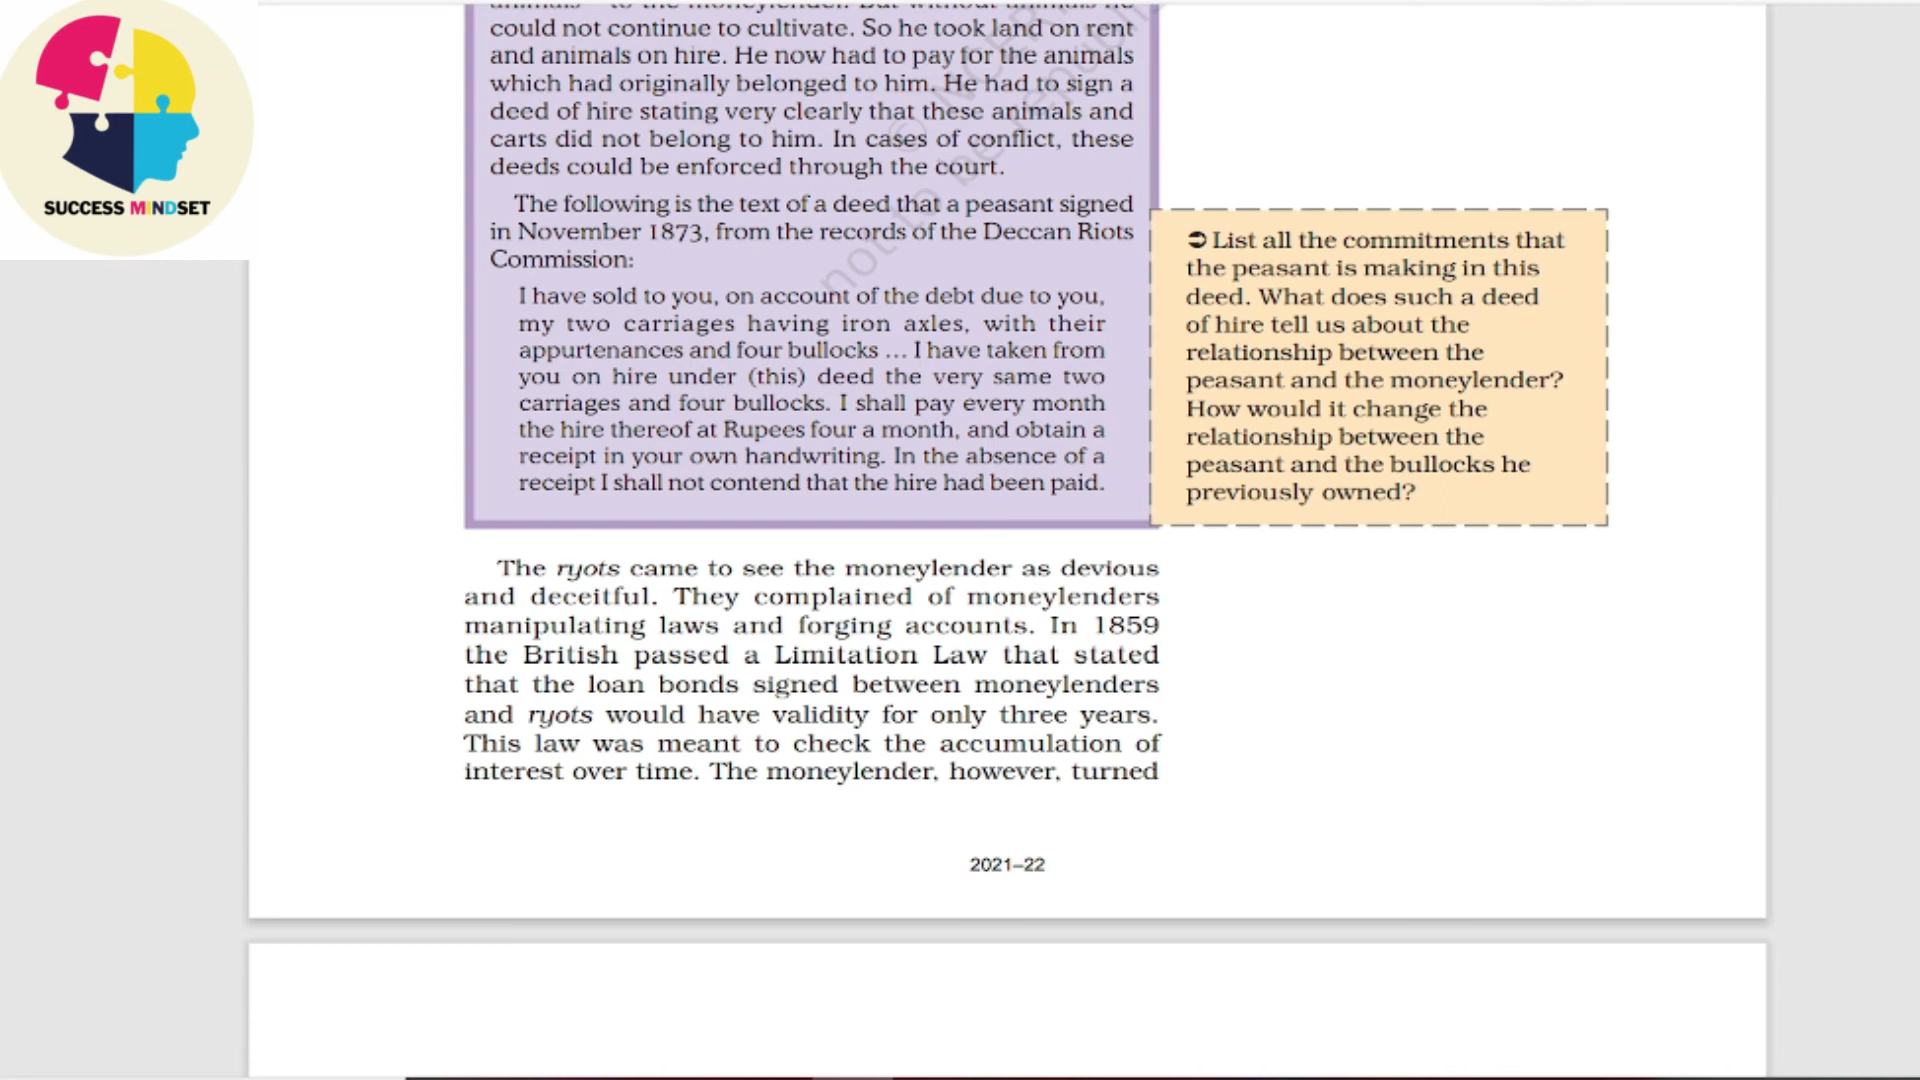 SUCCESS MINDSET
animals to the moneylender. But without animals he
could not continue to cultivate. So he took land on rent
and animals on hire. He now had to pay for the animals
which had originally belonged to him. He had to sign a
deed of hire stating very clearly that these animals and
carts did not belong to him. In cases of conflict, these
deeds could be enforced through the court.
The following is the text of a deed that a peasant signed
in November 1873, from the records of the Deccan Riots
Commission:
I have sold to you, on account of the debt due to you,
my two carriages having iron axles, with their
appurtenances and four bullocks ... I have taken from
you on hire under (this) deed the very same two
carriages and four bullocks. I shall pay every month
the hire thereof at Rupees four a month, and obtain a
receipt in your own handwriting. In the absence of a
receipt I shall not contend that the hire had been paid.
➲ List all the commitments that
the peasant is making in this
deed. What does such a deed
of hire tell us about the
relationship between the
peasant and the moneylender?
How would it change the
relationship between the
peasant and the bullocks he
previously owned?
The ryots came to see the moneylender as devious
and deceitful. They complained of moneylenders
manipulating laws and forging accounts. In 1859
the British passed a Limitation Law that stated
that the loan bonds signed between moneylenders
and ryots would have validity for only three years.
This law was meant to check the accumulation of
interest over time. The moneylender, however, turned
2021–22
© NCER
not to be republi